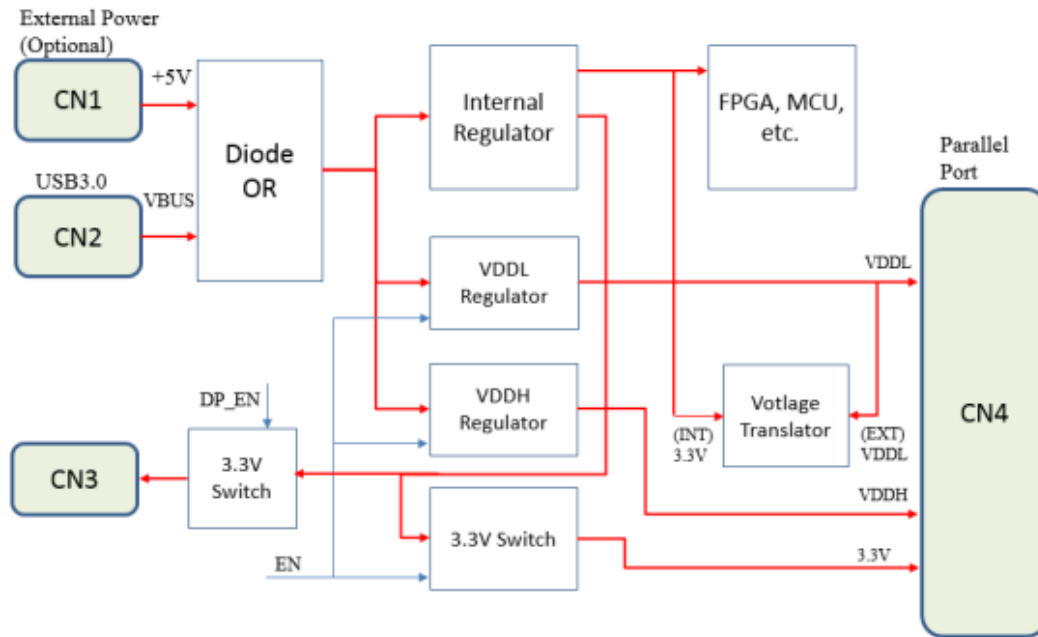 External Power
(Optional)
CN1
+5V
USB3.0
CN2
VBUS
Diode
OR
Internal
Regulator
FPGA, MCU,
etc.
Parallel
Port
VDDL
Regulator
VDDL
VDDH
Regulator
Votlage
Translator
(INT)
3.3V
(EXT)
VDDL
CN4
DP_EN
CN3
3.3V
Switch
VDDH
3.3V Switch
3.3V
EN